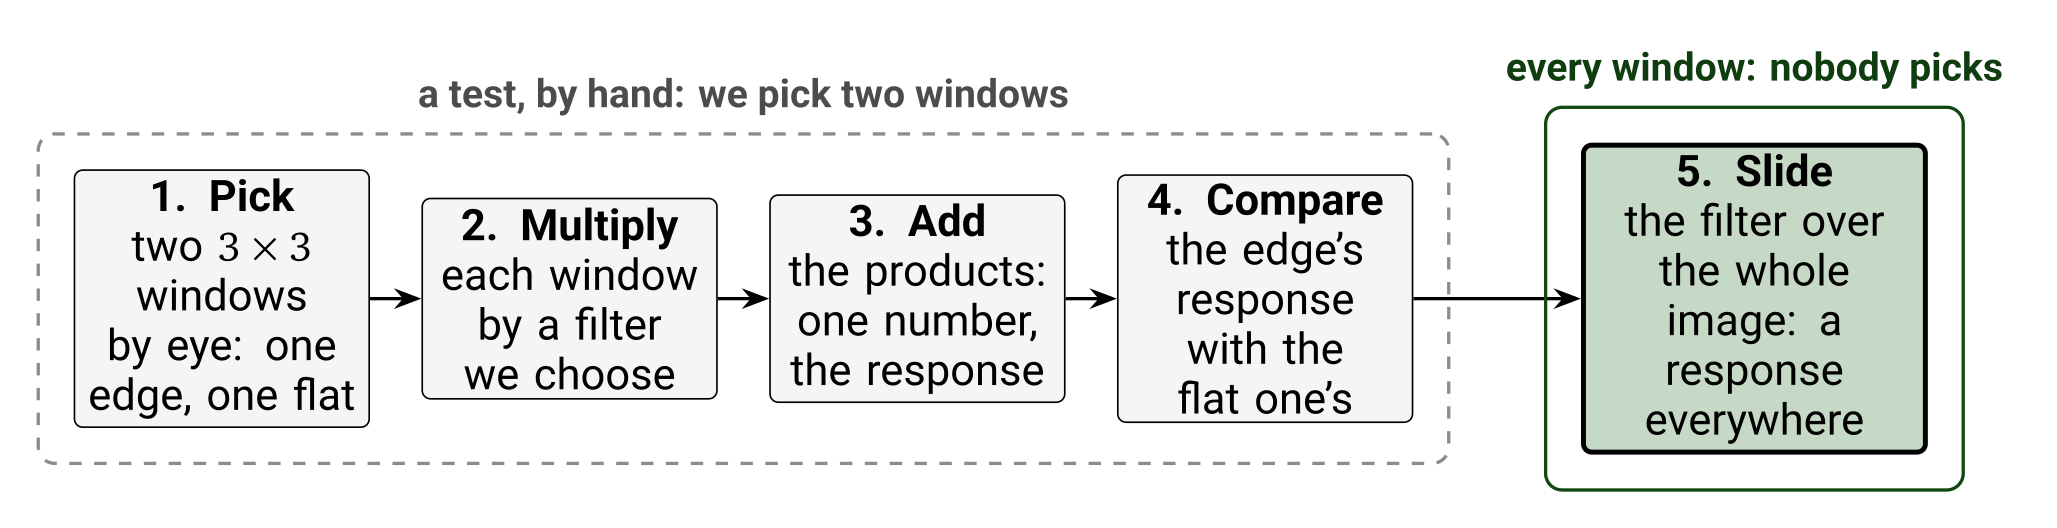 a test, by hand: we pick two windows
every window: nobody picks
1. Pick
two 3 × 3
windows
by eye: one
edge, one flat
2. Multiply
each window
by a filter
we choose
3. Add
the products:
one number,
the response
4. Compare
the edge’s
response
with the
flat one’s
5. Slide
the filter over
the whole
image: a
response
everywhere